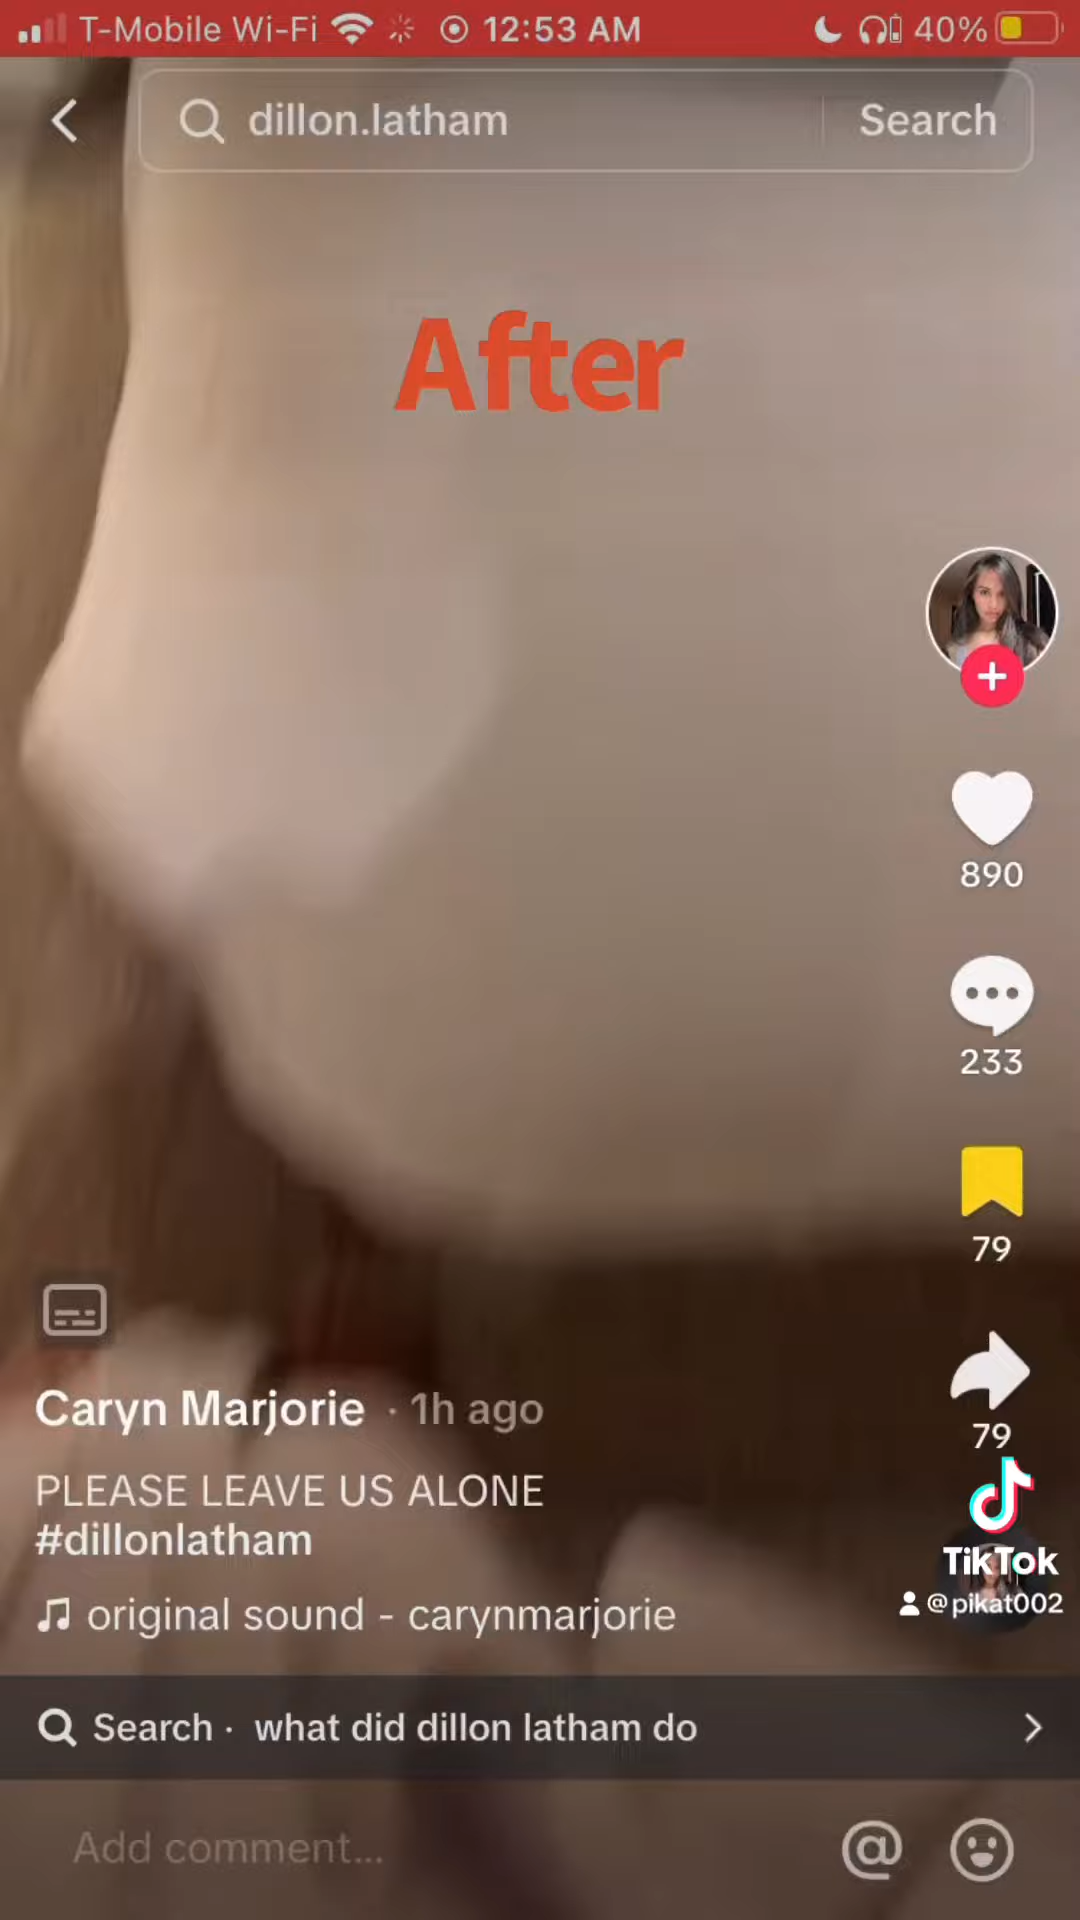 T-Mobile Wi-Fi 12:53 AM 40%
dillon.latham Search
After
890
233
79
79
Caryn Marjorie · 1h ago
PLEASE LEAVE US ALONE
#dillonlatham
TikTok
@pikat002
original sound - carynmarjorie
Search · what did dillon latham do
Add comment...
@